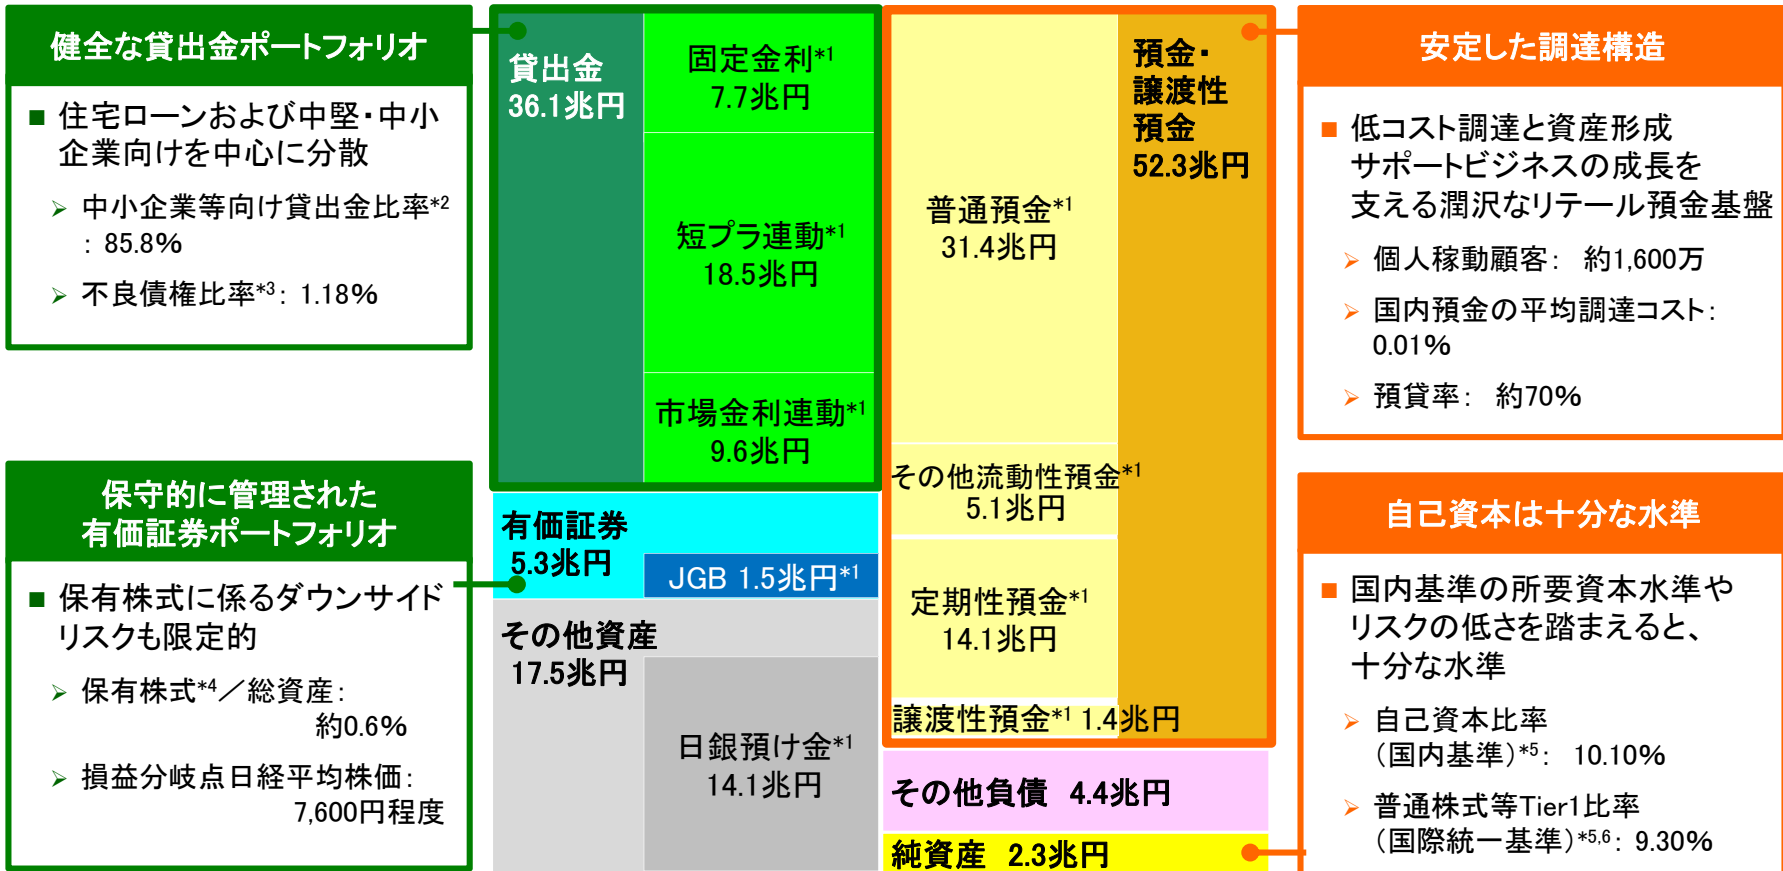 健全な貸出金ポートフォリオ
■ 住宅ローンおよび中堅・中小
企業向けを中心に分散
➢ 中小企業等向け貸出金比率*2
: 85.8%
➢ 不良債権比率*3: 1.18%
保守的に管理された
有価証券ポートフォリオ
■ 保有株式に係るダウンサイド
リスクも限定的
➢ 保有株式*4／総資産:
約0.6%
➢ 損益分岐点日経平均株価:
7,600円程度
貸出金
36.1兆円
固定金利*1
7.7兆円
短プラ連動*1
18.5兆円
市場金利連動*1
9.6兆円
有価証券
5.3兆円
JGB 1.5兆円*1
その他資産
17.5兆円
日銀預け金*1
14.1兆円
預金・
譲渡性
預金
52.3兆円
普通預金*1
31.4兆円
その他流動性預金*1
5.1兆円
定期性預金*1
14.1兆円
譲渡性預金*1 1.4兆円
その他負債 4.4兆円
純資産 2.3兆円
安定した調達構造
■ 低コスト調達と資産形成
サポートビジネスの成長を
支える潤沢なリテール預金基盤
➢ 個人稼動顧客: 約1,600万
➢ 国内預金の平均調達コスト:
0.01%
➢ 預貸率: 約70%
自己資本は十分な水準
■ 国内基準の所要資本水準や
リスクの低さを踏まえると、
十分な水準
➢ 自己資本比率
(国内基準)*5: 10.10%
➢ 普通株式等Tier1比率
(国際統一基準)*5,6: 9.30%